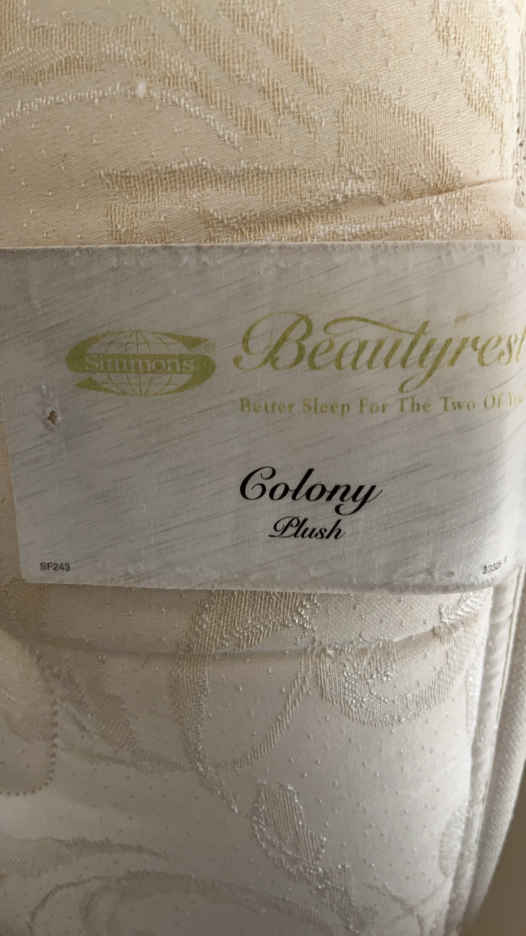 Simmons
Beautyrest
Better Sleep For The Two Of
Colony
Plush
SF243